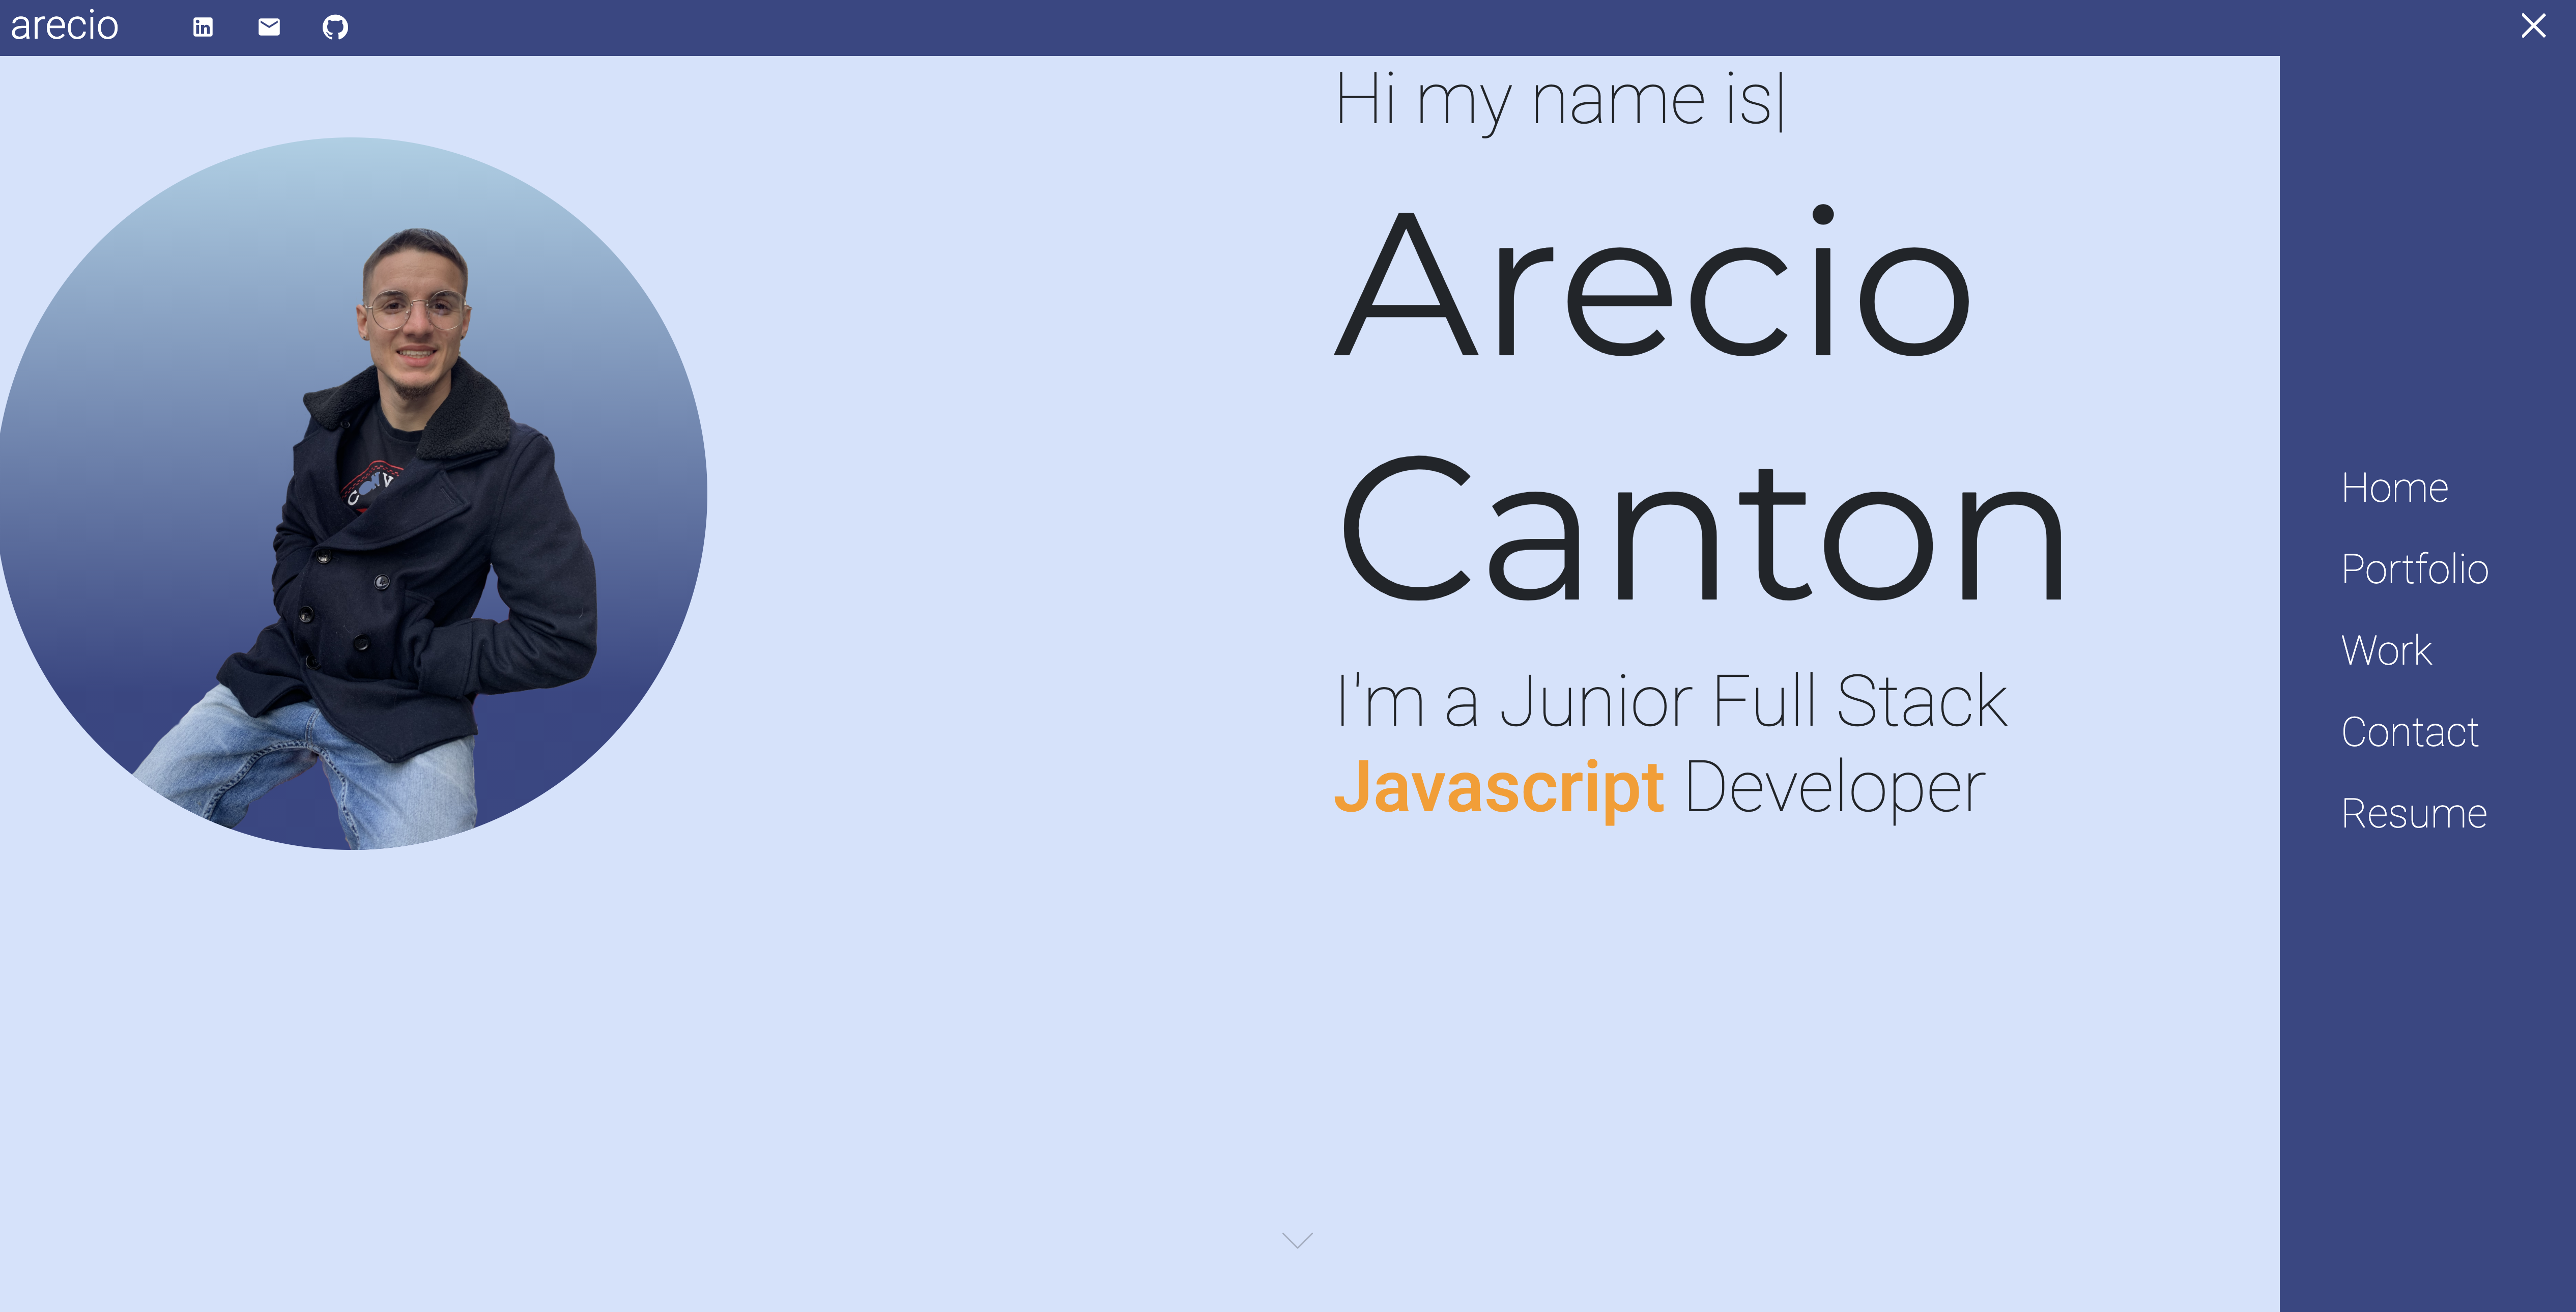 arecio
Hi my name is|
Arecio
Canton
I'm a Junior Full Stack
Javascript Developer
Home
Portfolio
Work
Contact
Resume